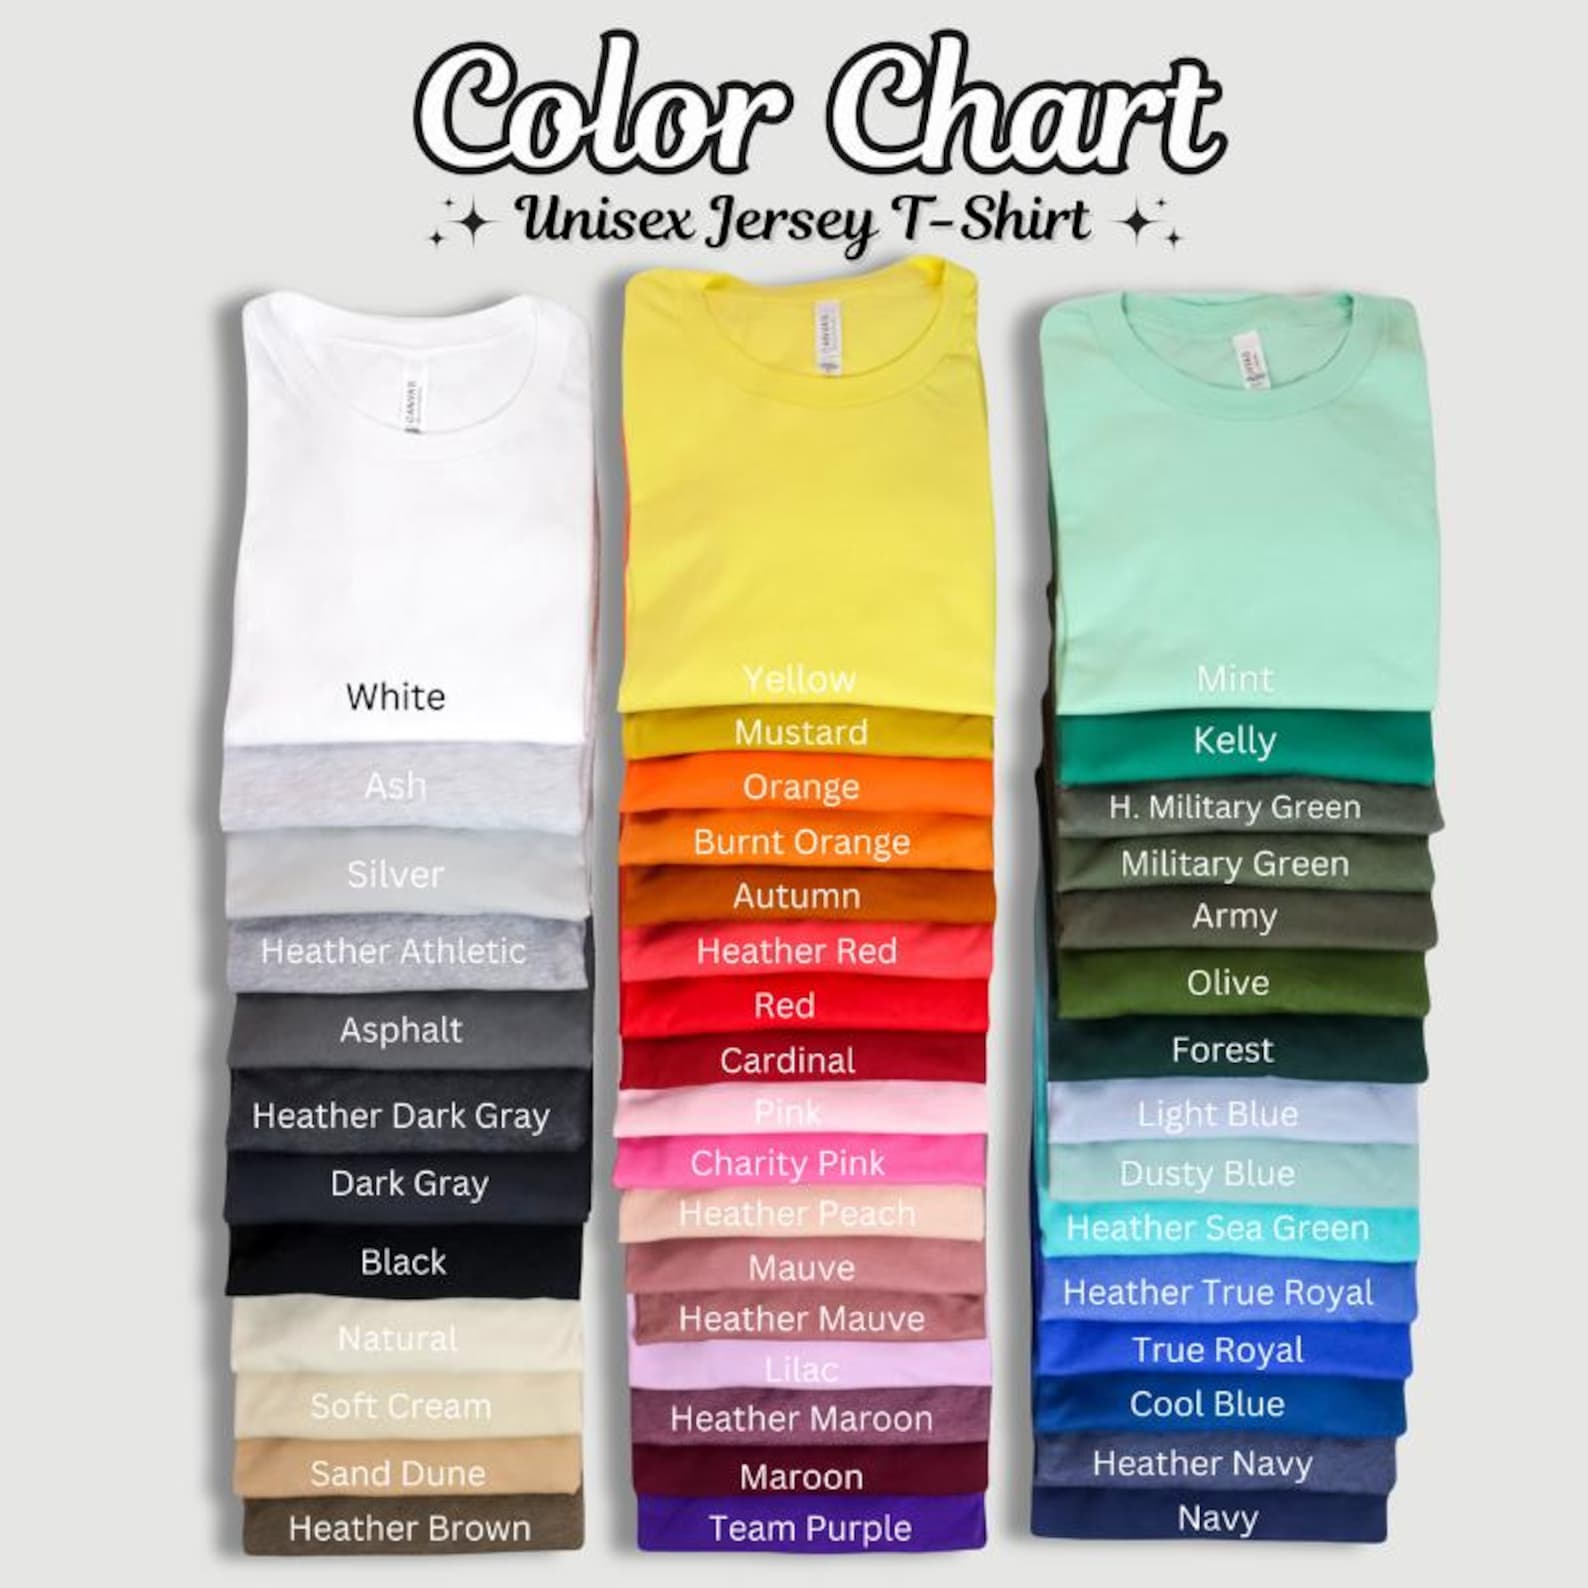 Color Chart
Unisex Jersey T-Shirt
CANVAS
White
Ash
Silver
Heather Athletic
Asphalt
Heather Dark Gray
Dark Gray
Black
Natural
Soft Cream
Sand Dune
Heather Brown
CANVAS
Yellow
Mustard
Orange
Burnt Orange
Autumn
Heather Red
Red
Cardinal
Pink
Charity Pink
Heather Peach
Mauve
Heather Mauve
Lilac
Heather Maroon
Maroon
Team Purple
Mint
Kelly
H. Military Green
Military Green
Army
Olive
Forest
Light Blue
Dusty Blue
Heather Sea Green
Heather True Royal
True Royal
Cool Blue
Heather Navy
Navy